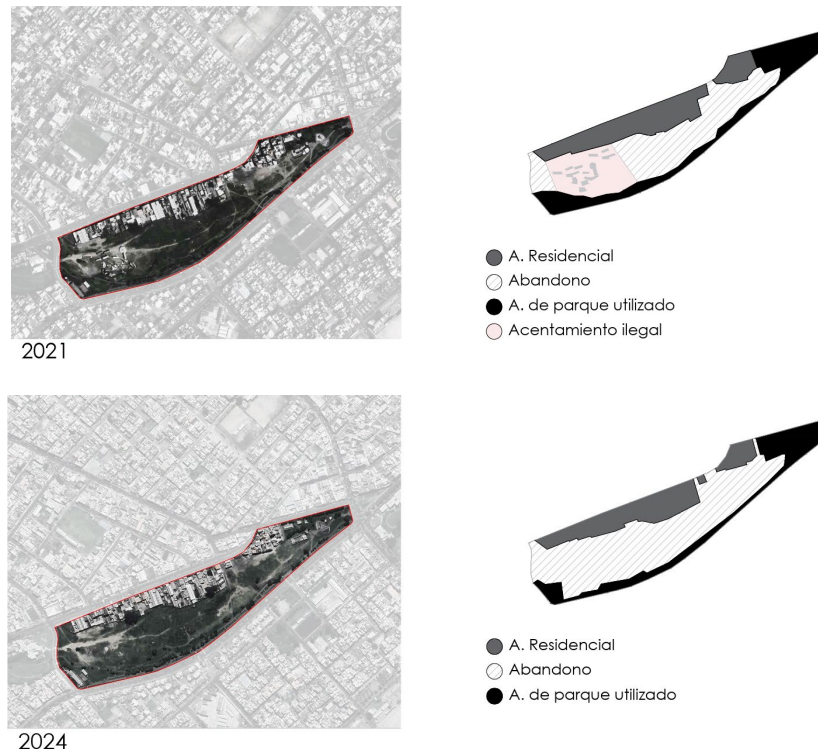 A. Residencial
Abandono
A. de parque utilizado
Acentamiento ilegal
2021
A. Residencial
Abandono
A. de parque utilizado
2024